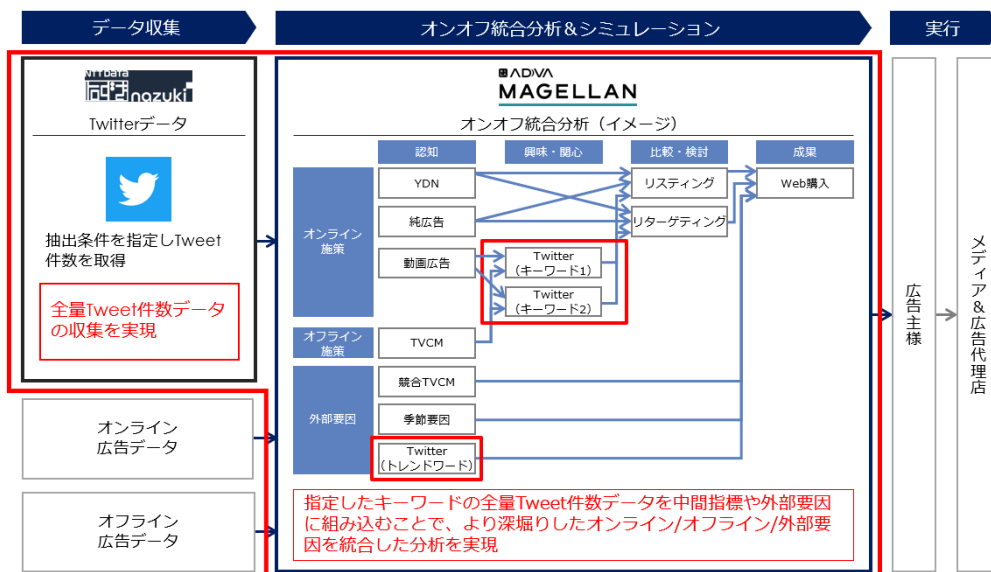 データ収集
オンオフ統合分析＆シミュレーション
実行
NTTDATA
なずき nazuki
Twitterデータ
抽出条件を指定しTweet
件数を取得
全量Tweet件数データ
の収集を実現
オンライン
広告データ
オフライン
広告データ
ADVA
MAGELLAN
オンオフ統合分析（イメージ）
認知
興味・関心
比較・検討
成果
オンライン
施策
YDN
純広告
動画広告
Twitter
（キーワード1）
Twitter
（キーワード2）
リスティング
リターゲティング
Web購入
オフライン
施策
TVCM
外部要因
競合TVCM
季節要因
Twitter
（トレンドワード）
指定したキーワードの全量Tweet件数データを中間指標や外部要因
に組み込むことで、より深堀りしたオンライン/オフライン/外部要
因を統合した分析を実現
広告主様
メディア＆広告代理店